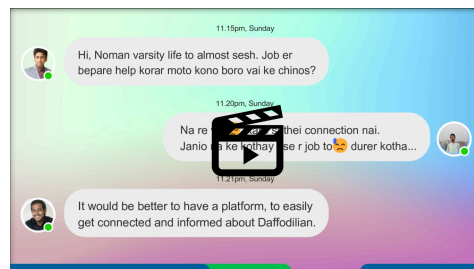 11.15pm, Sunday
Hi, Noman varsity life to almost sesh. Job er
bepare help korar moto kono boro vai ke chinos?
11.20pm, Sunday
Na re connection nai.
Janio ke kothay r job to durer kotha...
11.21pm, Sunday
It would be better to have a platform, to easily
get connected and informed about Daffodilian.